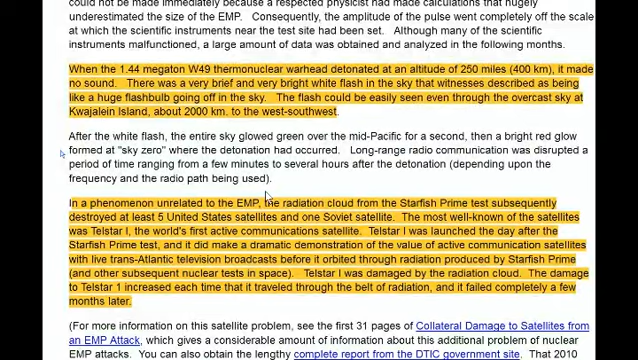 could not be made immediately because a respected physicist had made calculations that hugely
underestimated the size of the EMP. Consequently, the amplitude of the pulse went completely off the scale
at which the scientific instruments near the test site had been set. Although many of the scientific
instruments malfunctioned, a large amount of data was obtained and analyzed in the following months.
When the 1.44 megaton W49 thermonuclear warhead detonated at an altitude of 250 miles (400 km), it made
no sound. There was a very brief and very bright white flash in the sky that witnesses described as being
like a huge flashbulb going off in the sky. The flash could be easily seen even through the overcast sky at
Kwajalein Island, about 2000 km. to the west-southwest.
After the white flash, the entire sky glowed green over the mid-Pacific for a second, then a bright red glow
formed at "sky zero" where the detonation had occurred. Long-range radio communication was disrupted a
period of time ranging from a few minutes to several hours after the detonation (depending upon the
frequency and the radio path being used).
In a phenomenon unrelated to the EMP, the radiation cloud from the Starfish Prime test subsequently
destroyed at least 5 United States satellites and one Soviet satellite. The most well-known of the satellites
was Telstar I, the world's first active communications satellite. Telstar I was launched the day after the
Starfish Prime test, and it did make a dramatic demonstration of the value of active communication satellites
with live trans-Atlantic television broadcasts before it orbited through radiation produced by Starfish Prime
(and other subsequent nuclear tests in space). Telstar I was damaged by the radiation cloud. The damage
to Telstar 1 increased each time that it traveled through the belt of radiation, and it failed completely a few
months later.
(For more information on this satellite problem, see the first 31 pages of Collateral Damage to Satellites from
an EMP Attack, which gives a considerable amount of information about this additional problem of nuclear
EMP attacks. You can also obtain the lengthy complete report from the DTIC government site. That 2010